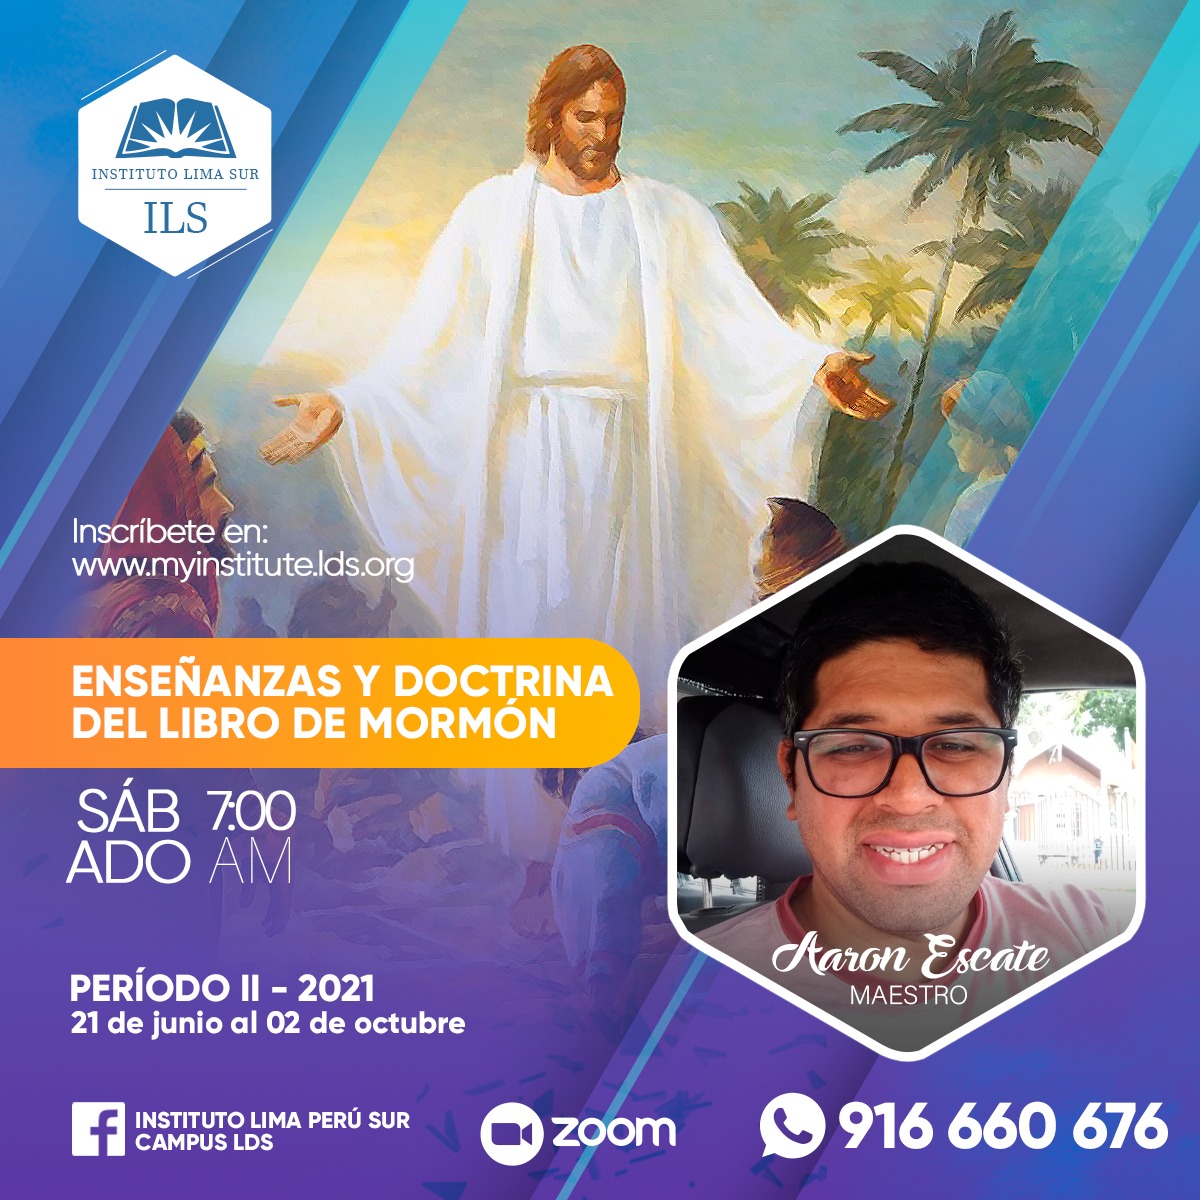 INSTITUTO LIMA SUR
ILS
Inscríbete en:
www.myinstitute.lds.org
ENSEÑANZAS Y DOCTRINA
DEL LIBRO DE MORMÓN
SÁB
ADO
7:00
AM
Aaron Escate
MAESTRO
PERÍODO II - 2021
21 de junio al 02 de octubre
INSTITUTO LIMA PERÚ SUR
CAMPUS LDS
zoom
916 660 676